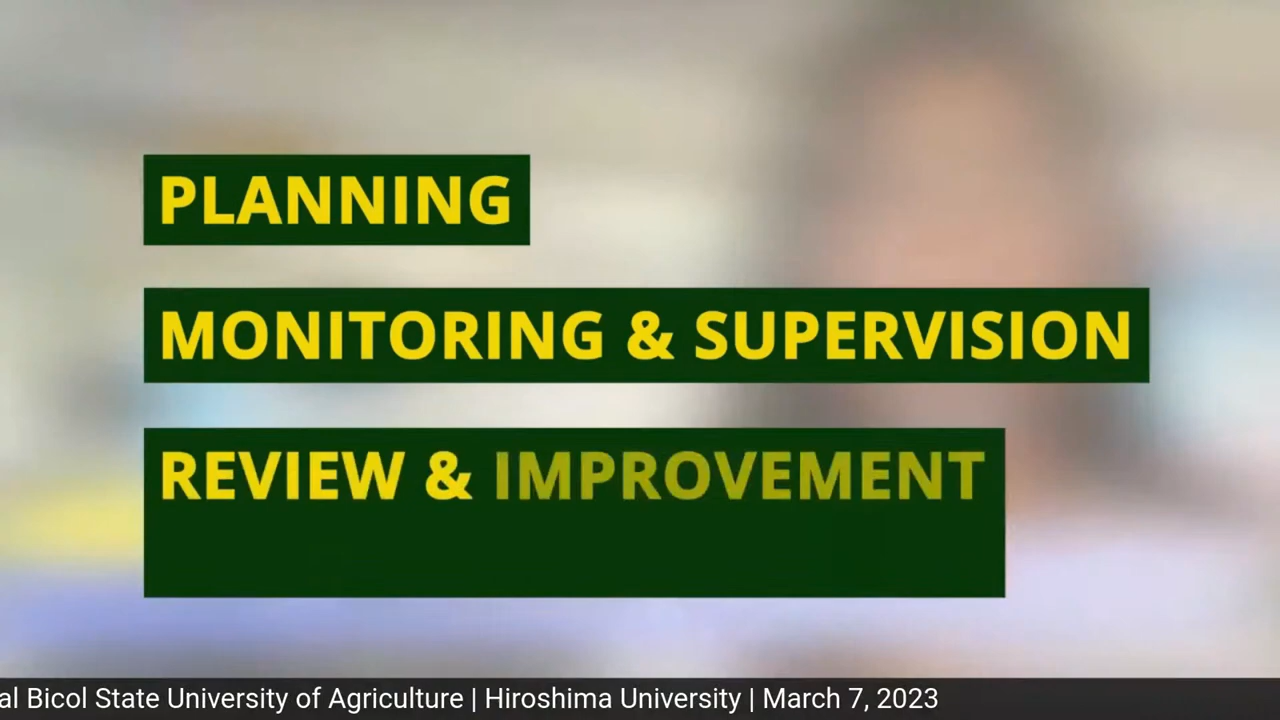 PLANNING
MONITORING & SUPERVISION
REVIEW & IMPROVEMENT
al Bicol State University of Agriculture | Hiroshima University | March 7, 2023